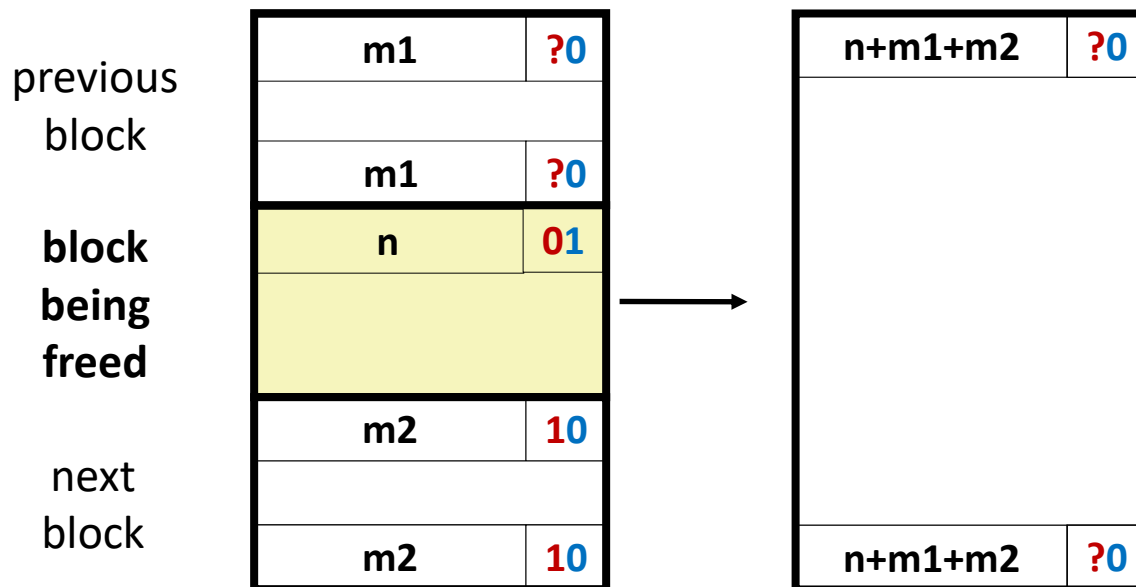 m1 ?0 n+m1+m2 ?0
previous
block
m1 ?0
block
being
freed
n 01
m2 10
next
block
m2 10 n+m1+m2 ?0